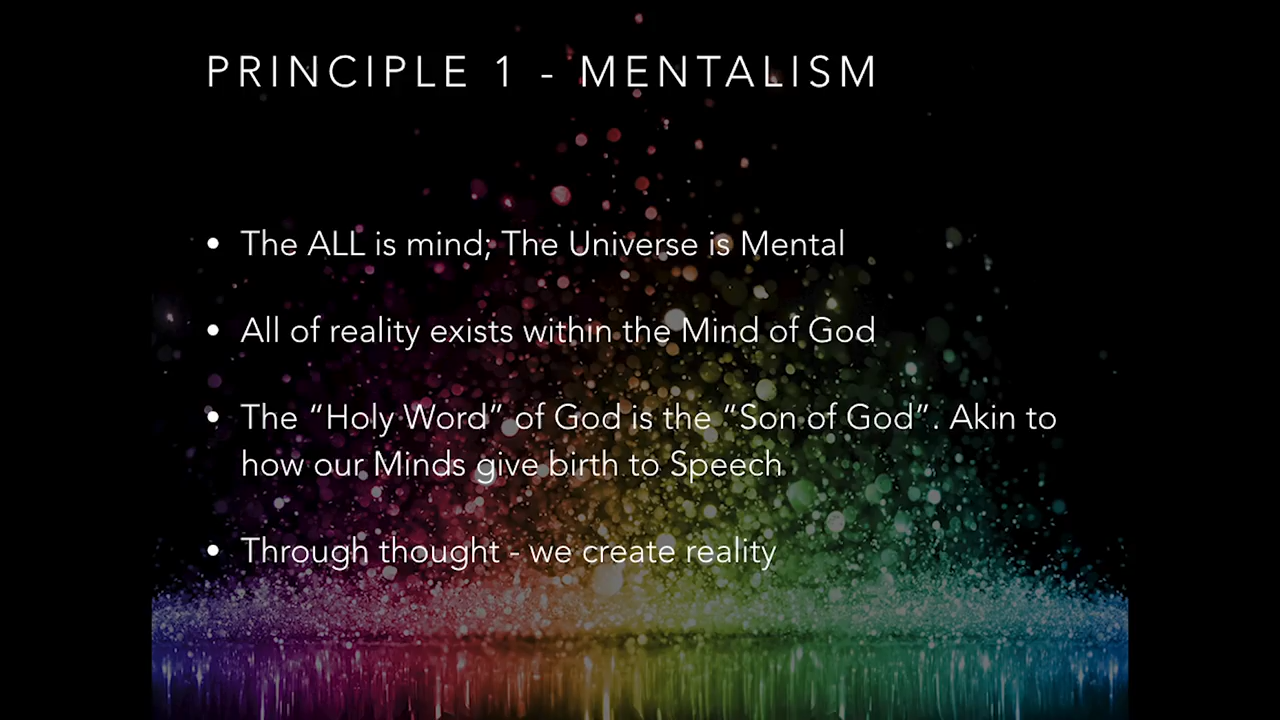 PRINCIPLE 1 - MENTALISM
• The ALL is mind; The Universe is Mental
• All of reality exists within the Mind of God
• The “Holy Word” of God is the “Son of God”. Akin to
how our Minds give birth to Speech
• Through thought - we create reality